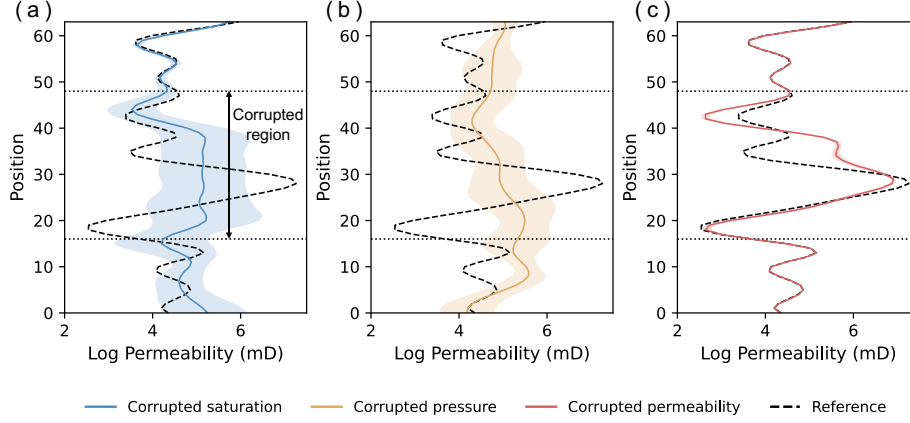 (a)
(b)
(c)
60
50
40
30
20
10
0
Position
Corrupted
region
2
4
6
Log Permeability (mD)
60
50
40
30
20
10
0
Position
2
4
6
Log Permeability (mD)
60
50
40
30
20
10
0
Position
2
4
6
Log Permeability (mD)
Corrupted saturation
Corrupted pressure
Corrupted permeability
Reference